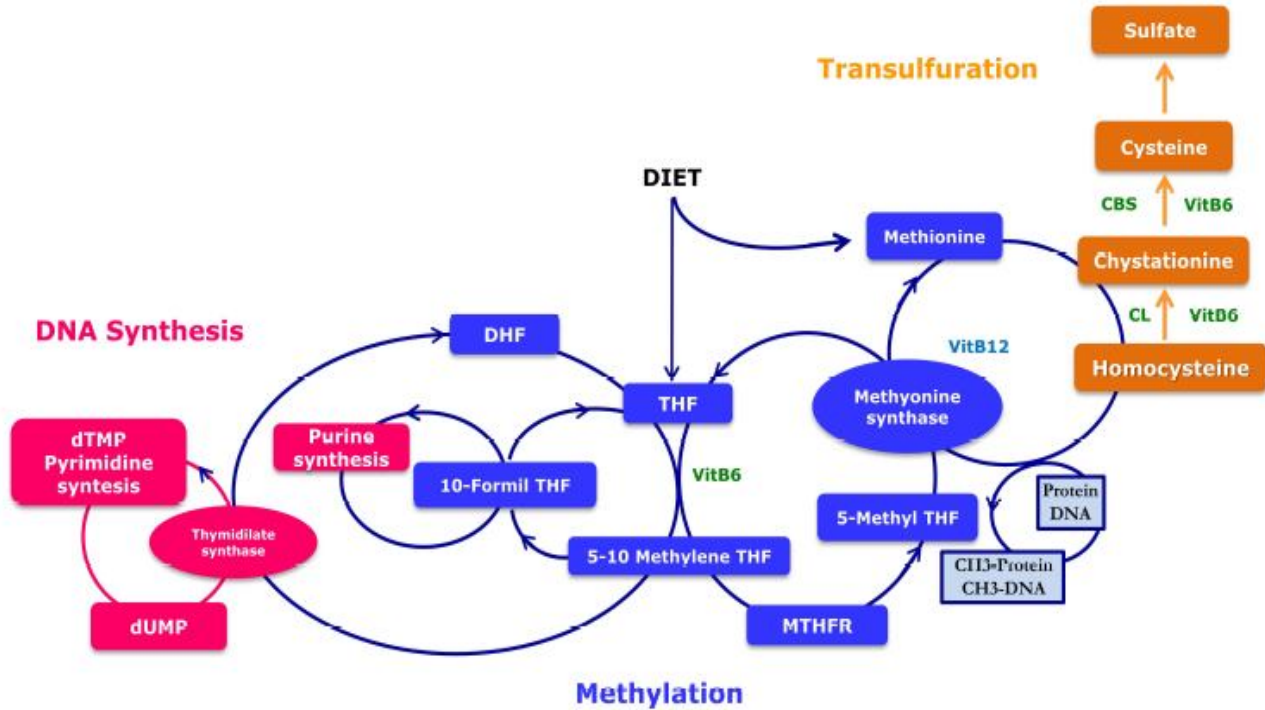 Sulfate
Transulfuration
Cysteine
DIET
CBS
VitB6
Methionine
Chystationine
DNA Synthesis
DHF
CL
VitB6
VitB12
Homocysteine
THF
Methyonine
synthase
dTMP
Pyrimidine
syntesis
Purine
synthesis
10-Formil THF
VitB6
Protein
DNA
5-Methyl THF
Thymidilate
synthase
5-10 Methylene THF
CH3-Protein
CH3-DNA
dUMP
MTHFR
Methylation